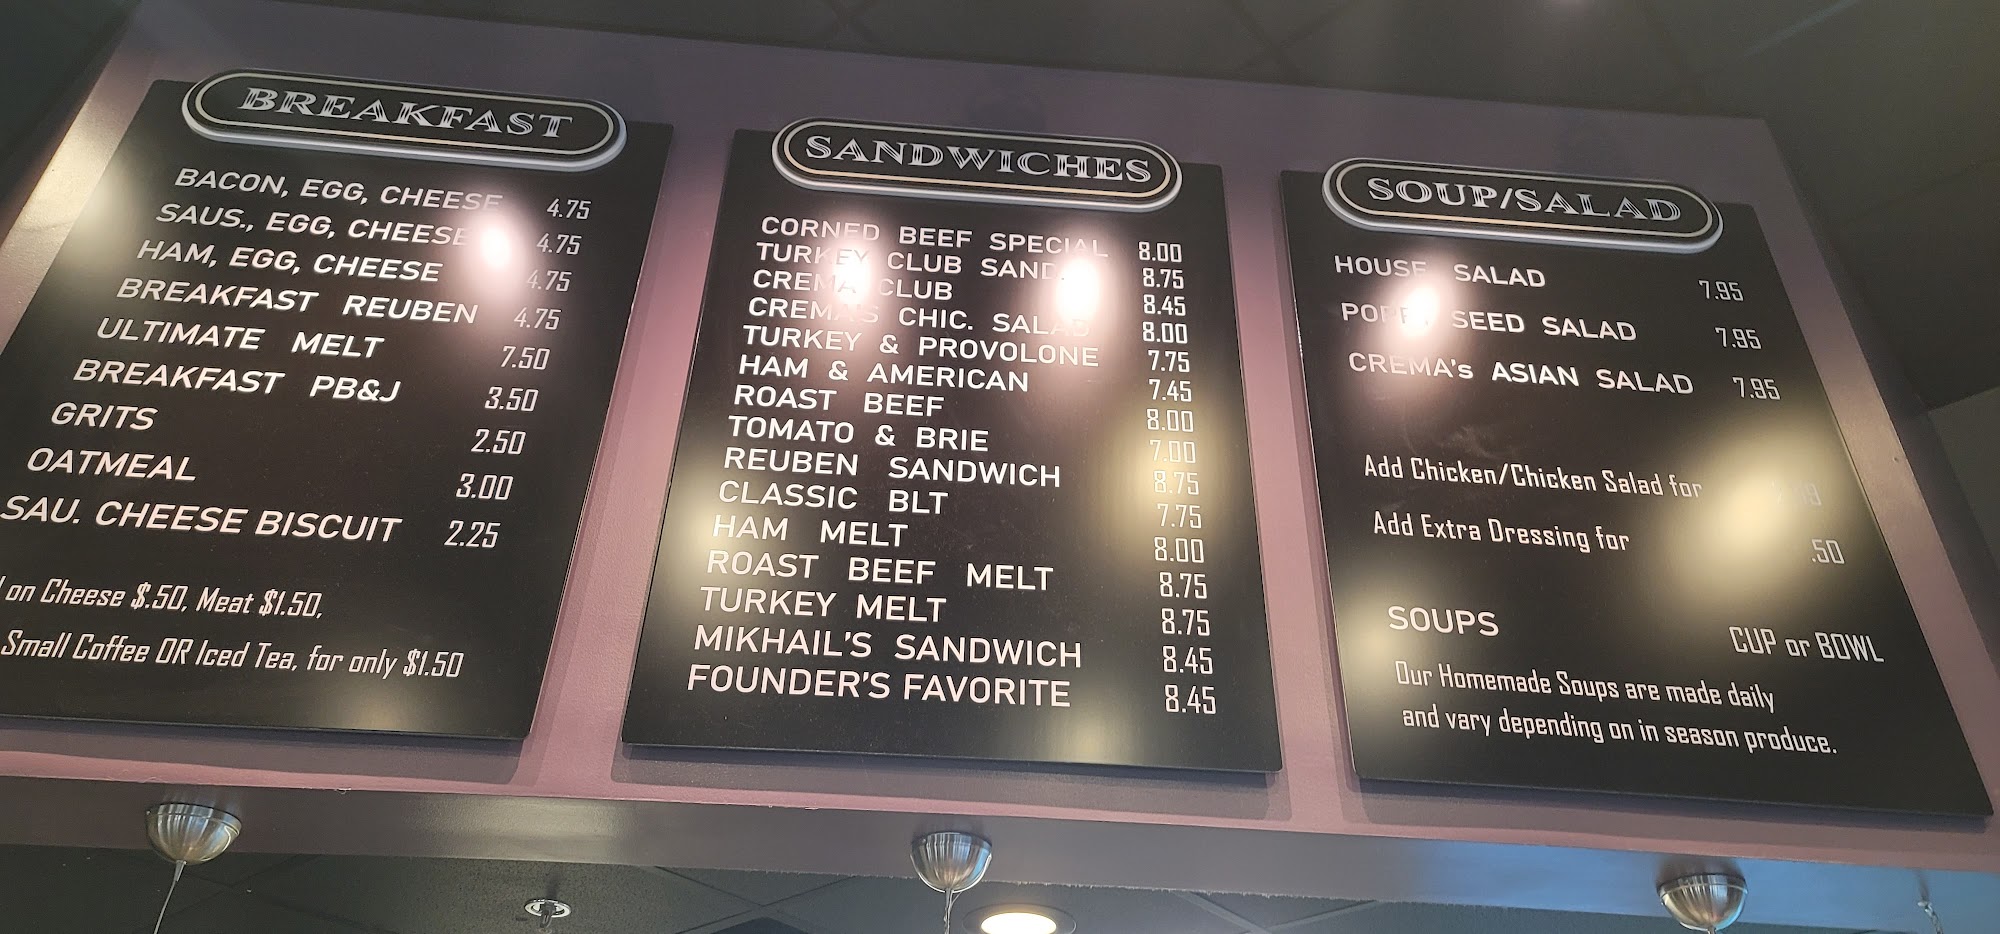 BREAKFAST
BACON, EGG, CHEESE 4.75
SAUS., EGG, CHEESE 4.75
HAM, EGG, CHEESE 4.75
BREAKFAST REUBEN 4.75
ULTIMATE MELT 7.50
BREAKFAST PB&J 3.50
GRITS 2.50
OATMEAL 3.00
SAU. CHEESE BISCUIT 2.25
on Cheese $.50, Meat $1.50,
Small Coffee OR Iced Tea, for only $1.50
SANDWICHES
CORNED BEEF SPECIAL 8.00
TURKEY CLUB SAND. 8.75
CREMA CLUB 8.45
CREMA'S CHIC. SALAD 8.00
TURKEY & PROVOLONE 7.75
HAM & AMERICAN 7.45
ROAST BEEF 8.00
TOMATO & BRIE 7.00
REUBEN SANDWICH 8.75
CLASSIC BLT 7.75
HAM MELT 8.00
ROAST BEEF MELT 8.75
TURKEY MELT 8.75
MIKHAIL'S SANDWICH 8.45
FOUNDER'S FAVORITE 8.45
SOUP/SALAD
HOUSE SALAD 7.95
POPPY SEED SALAD 7.95
CREMA's ASIAN SALAD 7.95
Add Chicken/Chicken Salad for
Add Extra Dressing for .50
SOUPS CUP or BOWL
Our Homemade Soups are made daily
and vary depending on in season produce.